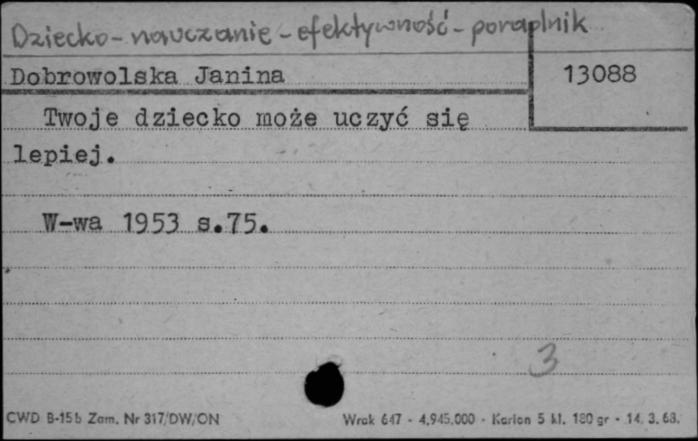 Dziecko - nauczanie - efektywność - poradnik
Dobrowolska Janina
13088
Twoje dziecko może uczyć się
lepiej.
W-wa 1953 s.75.
3
CWD B-15b Zam. Nr 317/DW/ON
Wrak 647 - 4.945.000 - Karton 5 kl. 180 gr - 14. 3. 68.